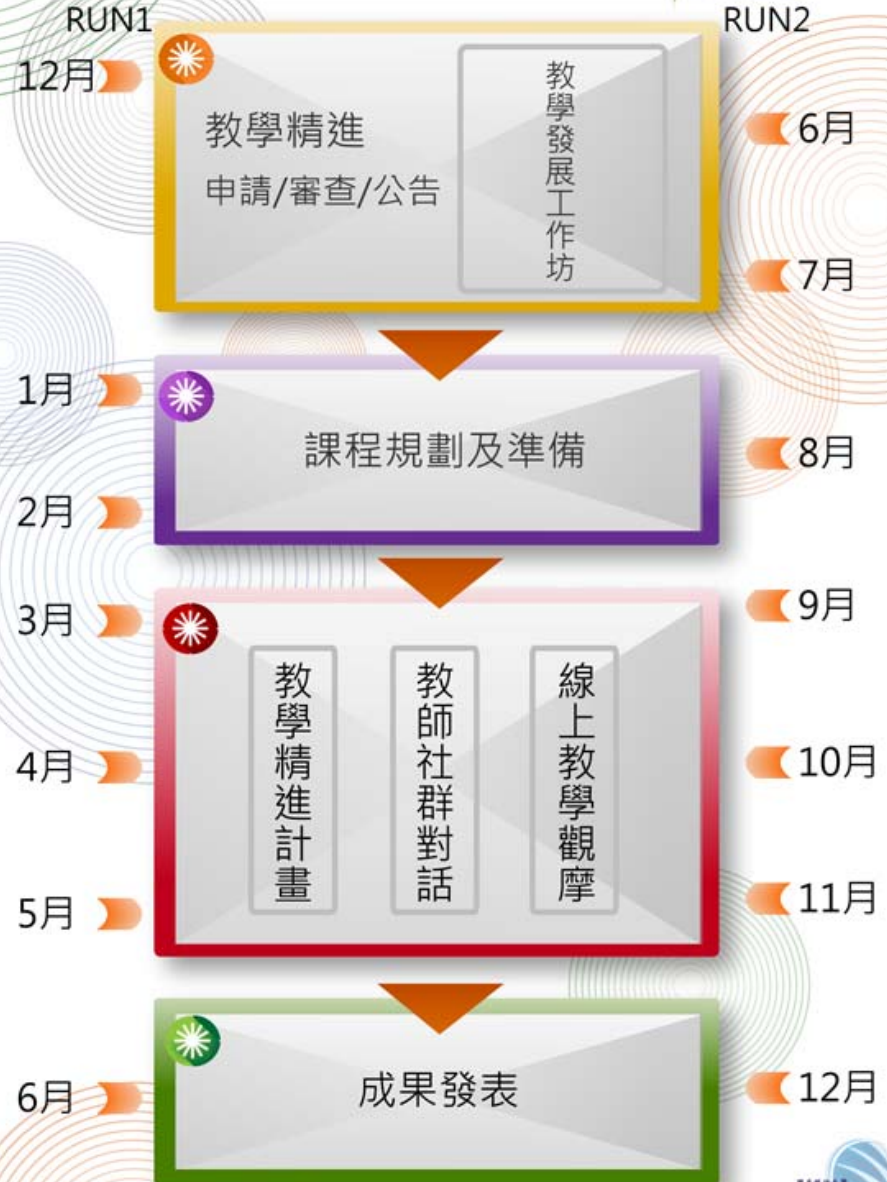 RUN1
RUN2
12月
教學精進
申請/審查/公告
教學發展工作坊
6月
7月
1月
2月
課程規劃及準備
8月
3月
4月
5月
教學精進計畫
教師社群對話
線上教學觀摩
9月
10月
11月
6月
成果發表
12月